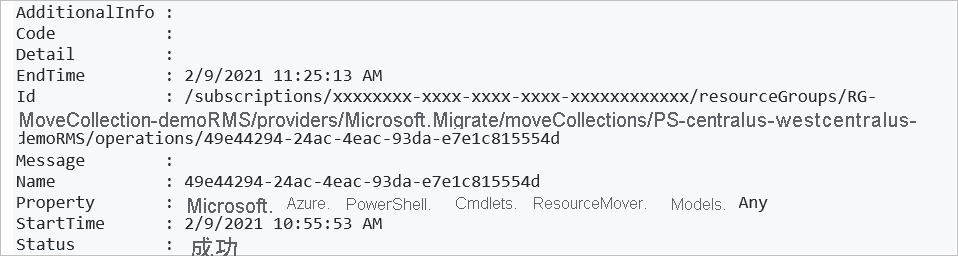 AdditionalInfo :
Code :
Detail :
EndTime : 2/9/2021 11:25:13 AM
Id : /subscriptions/xxxxxxxx-xxxx-xxxx-xxxx-xxxxxxxxxxxx/resourceGroups/RG-
MoveCollection-demoRMS/providers/Microsoft.Migrate/moveCollections/PS-centralus-westcentralus-
demoRMS/operations/49e44294-24ac-4eac-93da-e7e1c815554d
Message :
Name : 49e44294-24ac-4eac-93da-e7e1c815554d
Property : Microsoft. Azure. PowerShell. Cmdlets. ResourceMover. Models. Any
StartTime : 2/9/2021 10:55:53 AM
Status : 成功